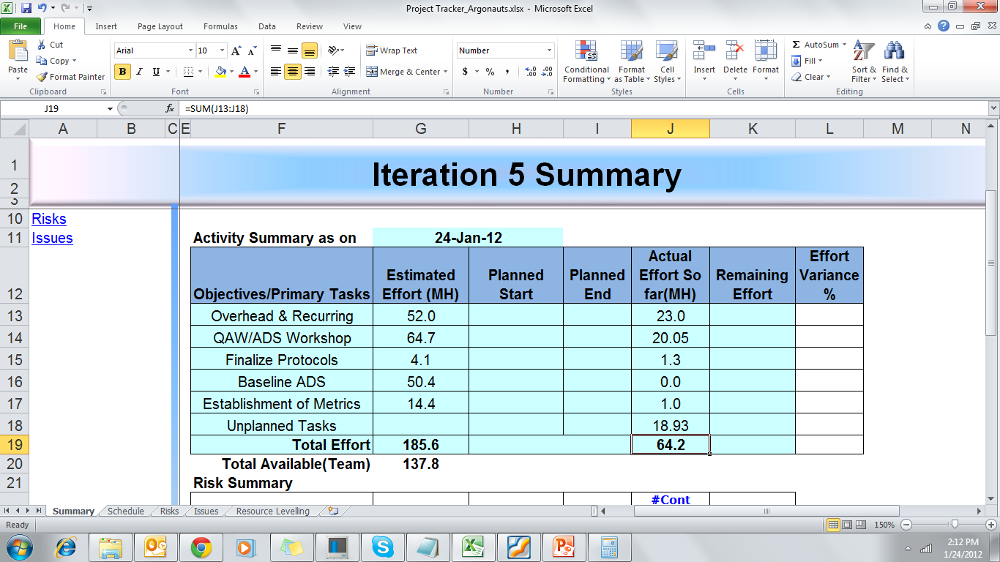 Project Tracker_Argonauts.xlsx - Microsoft Excel
File Home Insert Page Layout Formulas Data Review View
Paste Cut Copy Format Painter
Clipboard
Arial 10 A A
B I U A
Font
Wrap Text
Merge & Center
Alignment
Number
$ % , .0 .00 .00 .0
Number
Conditional Formatting Format as Table Cell Styles
Styles
Insert Delete Format
Cells
Σ AutoSum
Fill
Clear
Sort & Filter Find & Select
Editing
J19 fx =SUM(J13:J18)
A B C E F G H I J K L M N
1 Iteration 5 Summary
2
3
10 Risks
11 Issues Activity Summary as on 24-Jan-12
12 Objectives/Primary Tasks Estimated Effort (MH) Planned Start Planned End Actual Effort So far(MH) Remaining Effort Effort Variance %
13 Overhead & Recurring 52.0 23.0
14 QAW/ADS Workshop 64.7 20.05
15 Finalize Protocols 4.1 1.3
16 Baseline ADS 50.4 0.0
17 Establishment of Metrics 14.4 1.0
18 Unplanned Tasks 18.93
19 Total Effort 185.6 64.2
20 Total Available(Team) 137.8
21 Risk Summary
#Cont
Summary Schedule Risks Issues Resource Levelling
Ready 150%
2:12 PM
1/24/2012